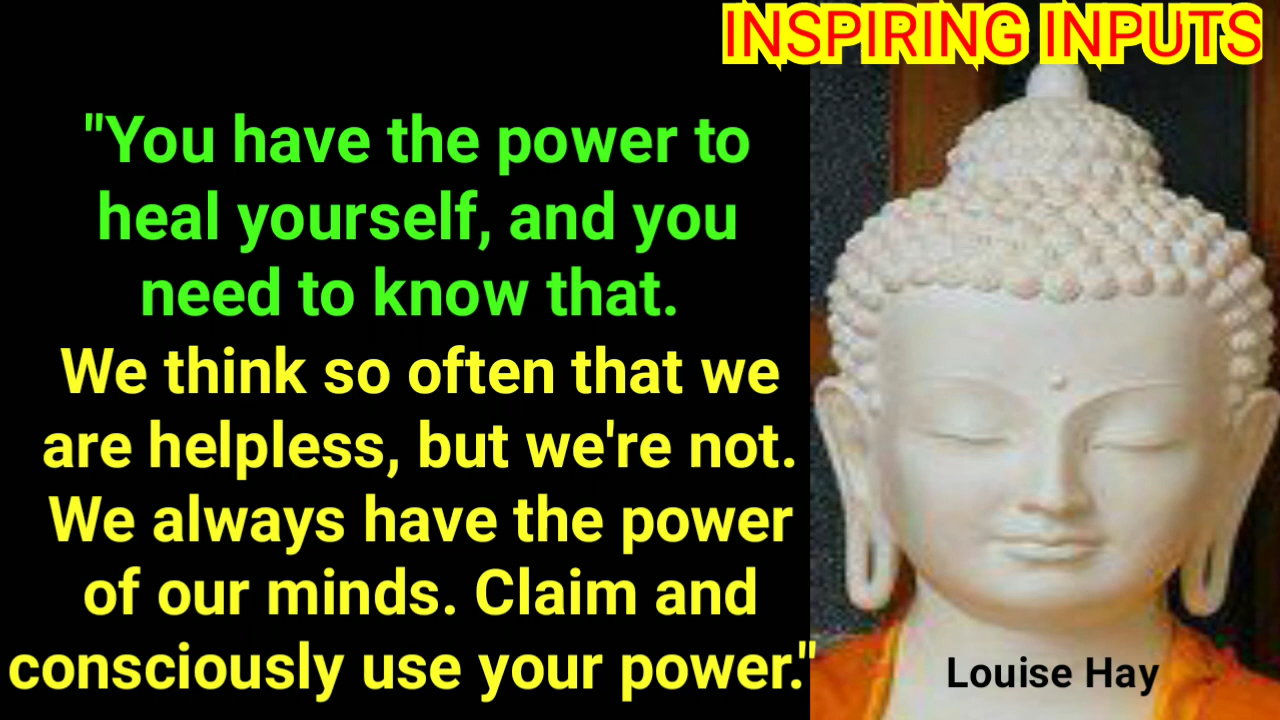 INSPIRING INPUTS
"You have the power to
heal yourself, and you
need to know that.
We think so often that we
are helpless, but we're not.
We always have the power
of our minds. Claim and
consciously use your power."
Louise Hay